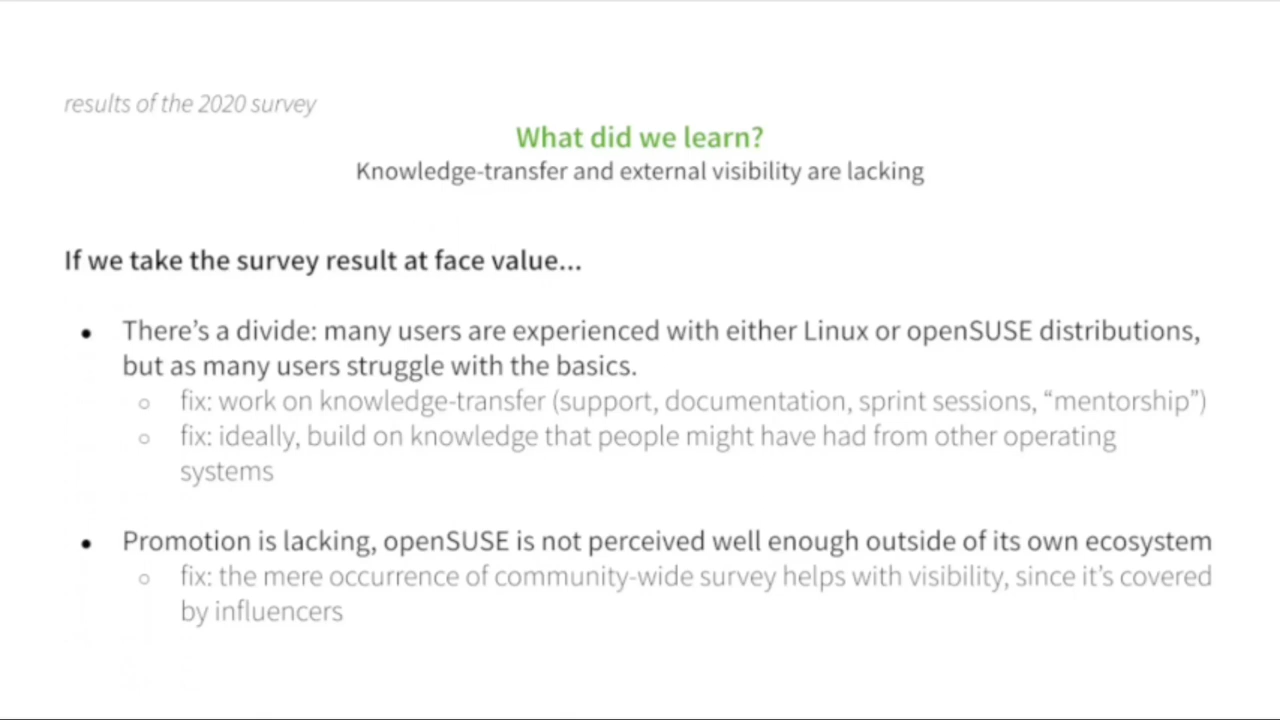 results of the 2020 survey
What did we learn?
Knowledge-transfer and external visibility are lacking
If we take the survey result at face value...
● There's a divide: many users are experienced with either Linux or openSUSE distributions,
but as many users struggle with the basics.
○ fix: work on knowledge-transfer (support, documentation, sprint sessions, “mentorship”)
○ fix: ideally, build on knowledge that people might have had from other operating
systems
● Promotion is lacking, openSUSE is not perceived well enough outside of its own ecosystem
○ fix: the mere occurrence of community-wide survey helps with visibility, since it's covered
by influencers